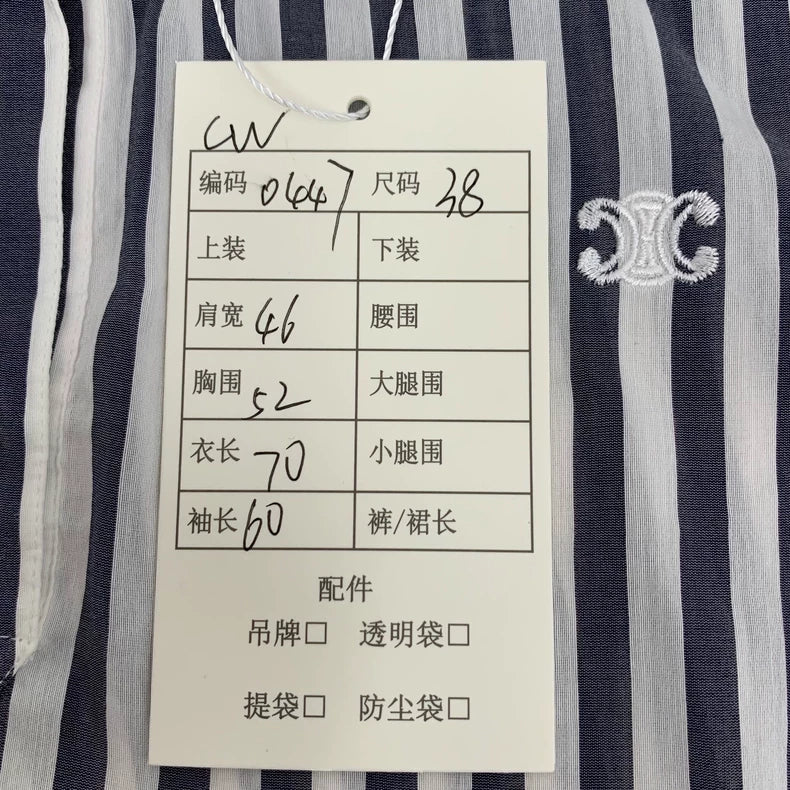 CW
编码 0447 尺码 38
上装 下装
肩宽 46 腰围
胸围 52 大腿围
衣长 70 小腿围
袖长 60 裤/裙长
配件
吊牌□ 透明袋□
提袋□ 防尘袋□